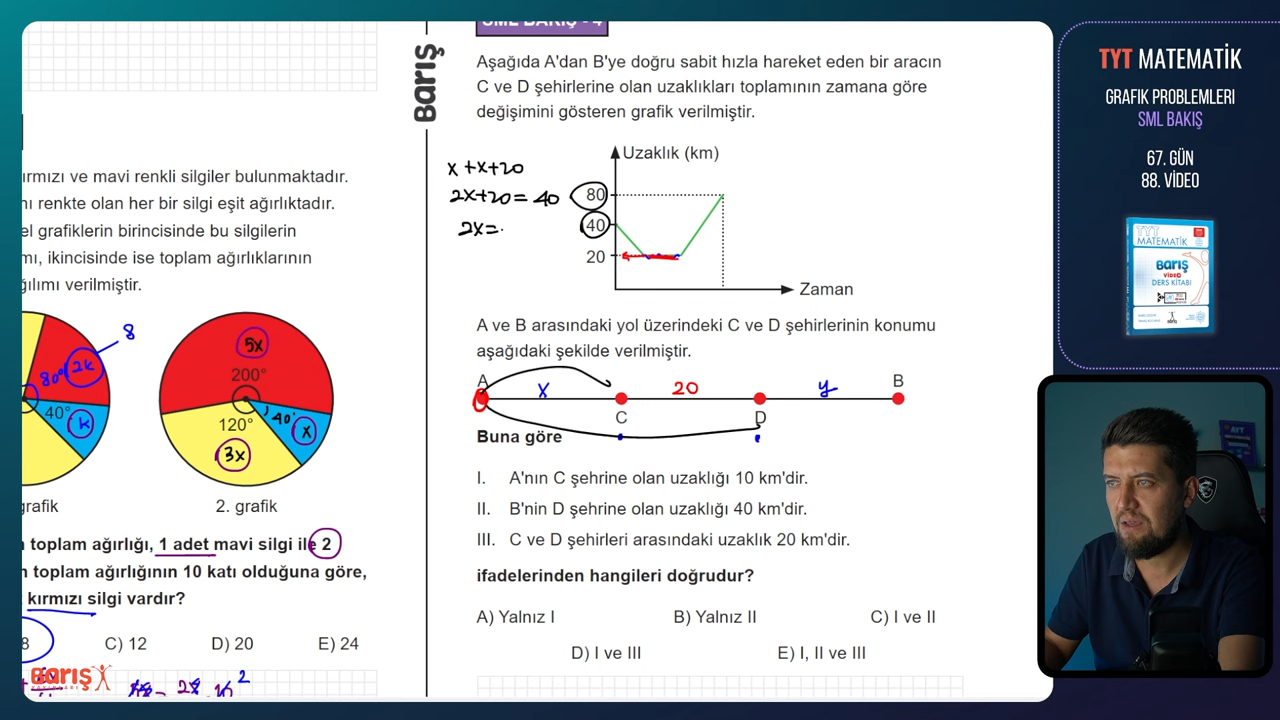 SML BAKIŞ - 4
Barış
Aşağıda A'dan B'ye doğru sabit hızla hareket eden bir aracın
C ve D şehirlerine olan uzaklıkları toplamının zamana göre
değişimini gösteren grafik verilmiştir.
x + x + 20
2x + 20 = 40
2x =
Uzaklık (km)
80
40
20
Zaman
A ve B arasındaki yol üzerindeki C ve D şehirlerinin konumu
aşağıdaki şekilde verilmiştir.
A
x
C
20
D
y
B
Buna göre
I. A'nın C şehrine olan uzaklığı 10 km'dir.
II. B'nin D şehrine olan uzaklığı 40 km'dir.
III. C ve D şehirleri arasındaki uzaklık 20 km'dir.
ifadelerinden hangileri doğrudur?
A) Yalnız I
B) Yalnız II
C) I ve II
D) I ve III
E) I, II ve III
ırmızı ve mavi renkli silgiler bulunmaktadır.
nı renkte olan her bir silgi eşit ağırlıktadır.
el grafiklerin birincisinde bu silgilerin
mı, ikincisinde ise toplam ağırlıklarının
ğılımı verilmiştir.
8
80°
2k
40°
k
5x
200°
120°
3x
40°
x
grafik
2. grafik
toplam ağırlığı, 1 adet mavi silgi ile 2
n toplam ağırlığının 10 katı olduğuna göre,
kırmızı silgi vardır?
8
C) 12
D) 20
E) 24
Barış
YAYINLARI
TYT MATEMATİK
GRAFIK PROBLEMLERI
SML BAKIŞ
67. GÜN
88. VİDEO
TYT
MATEMATİK
Barış
VİDEO
DERS KİTABI